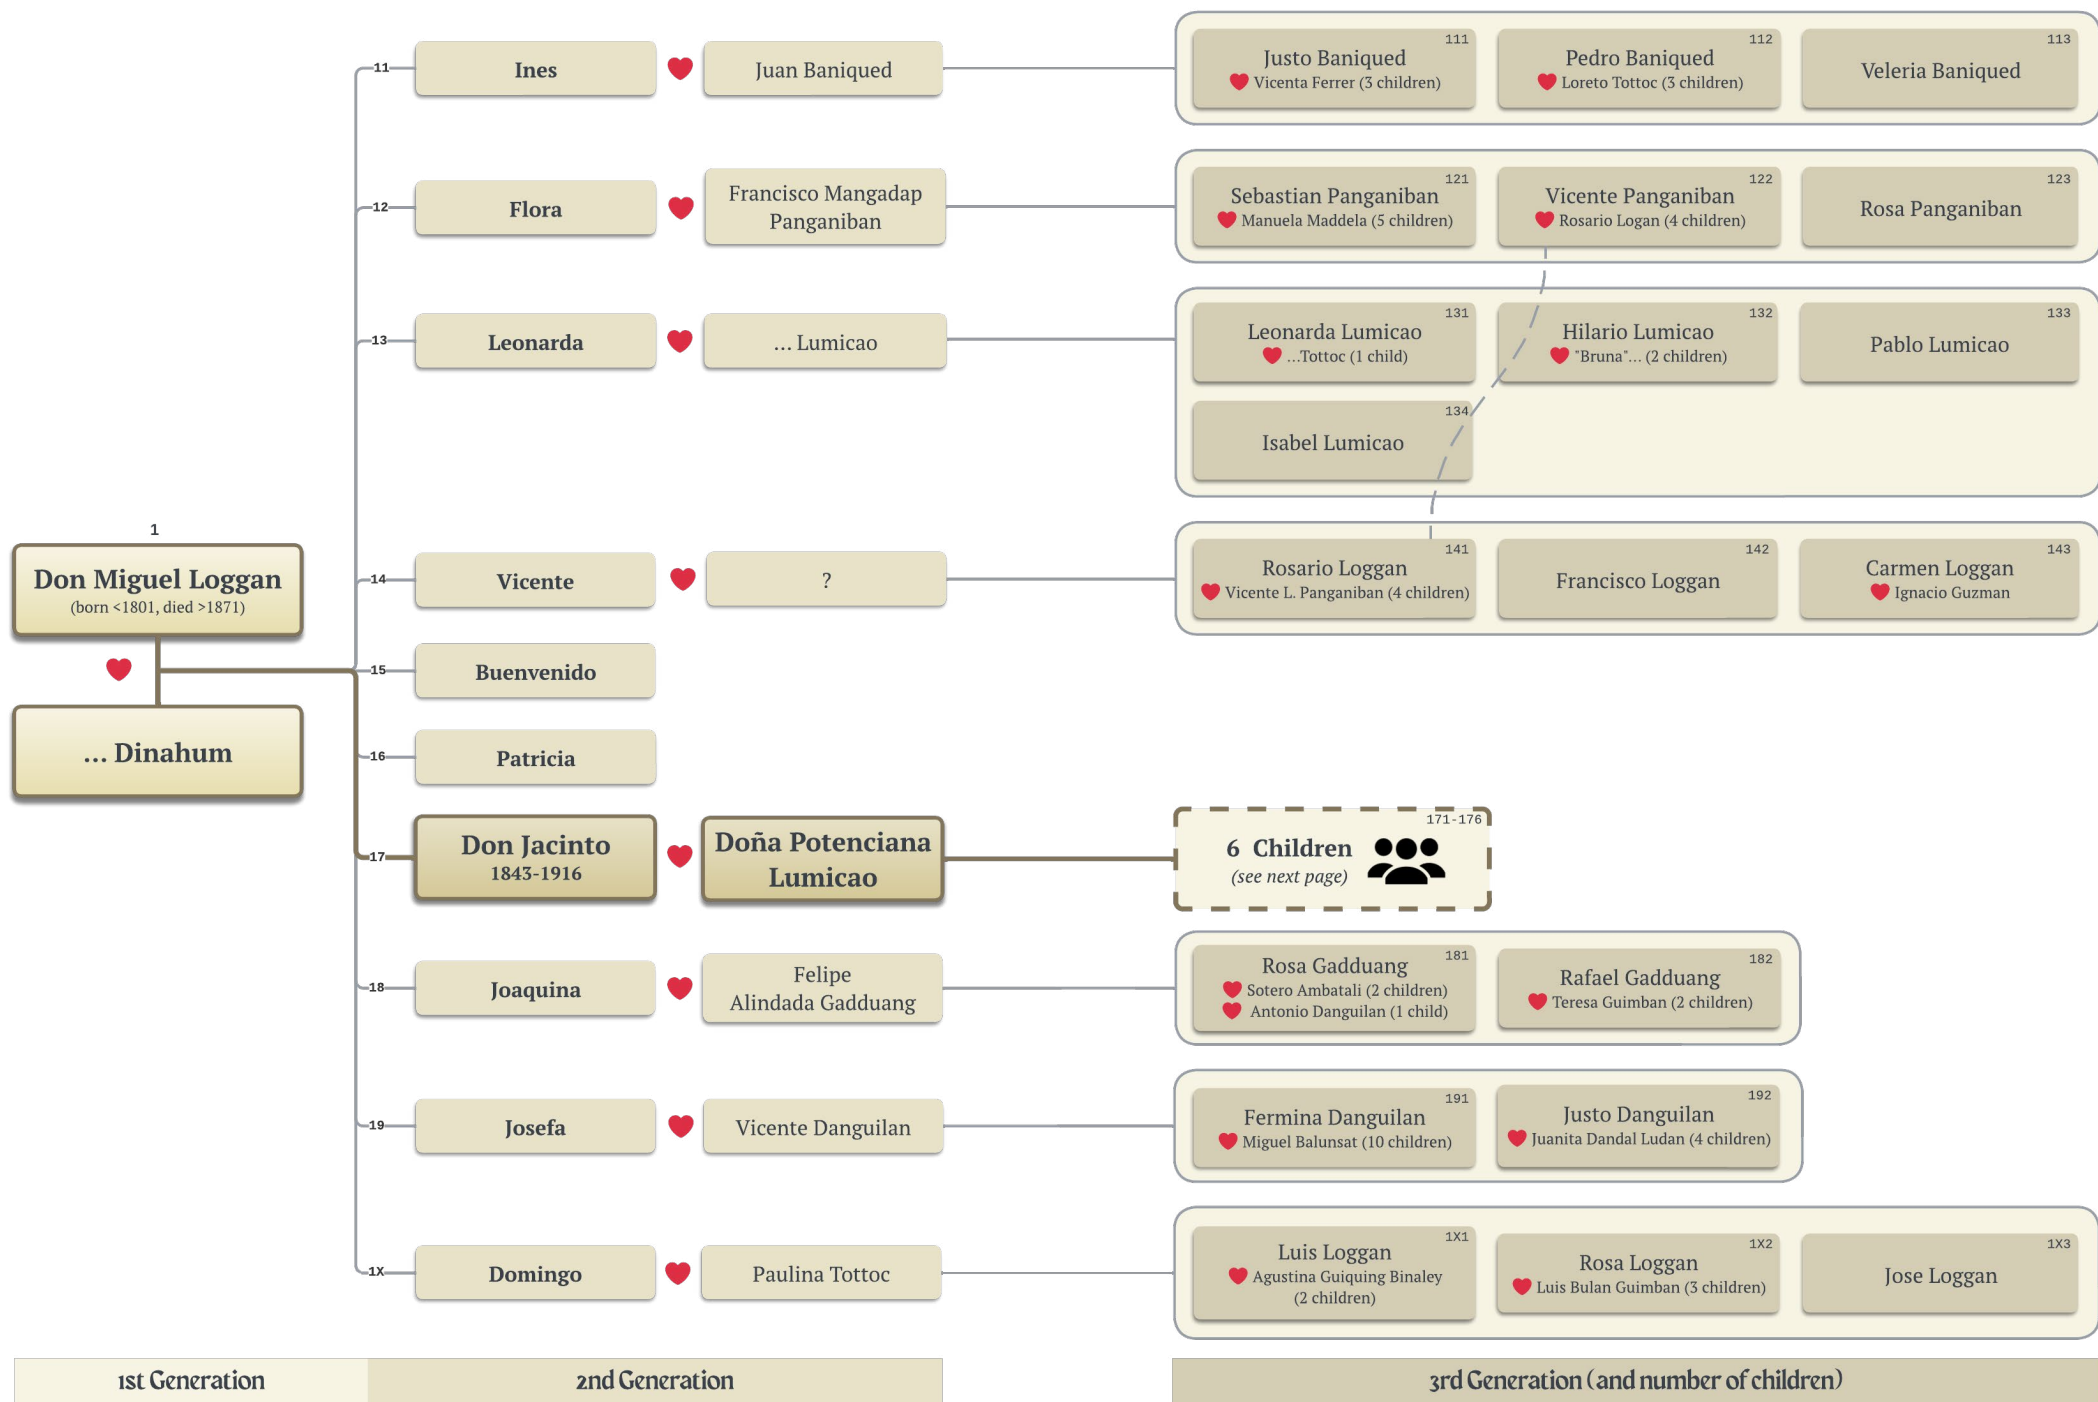 11
Ines
Juan Baniqued
111
Justo Baniqued
Vicenta Ferrer (3 children)
112
Pedro Baniqued
Loreto Tottoc (3 children)
113
Veleria Baniqued
12
Flora
Francisco Mangadap
Panganiban
121
Sebastian Panganiban
Manuela Maddela (5 children)
122
Vicente Panganiban
Rosario Logan (4 children)
123
Rosa Panganiban
13
Leonarda
... Lumicao
131
Leonarda Lumicao
...Tottoc (1 child)
132
Hilario Lumicao
"Bruna"... (2 children)
133
Pablo Lumicao
134
Isabel Lumicao
1
Don Miguel Loggan
(born <1801, died >1871)
... Dinahum
14
Vicente
?
141
Rosario Loggan
Vicente L. Panganiban (4 children)
142
Francisco Loggan
143
Carmen Loggan
Ignacio Guzman
15
Buenvenido
16
Patricia
17
Don Jacinto
1843-1916
Doña Potenciana
Lumicao
171-176
6 Children
(see next page)
18
Joaquina
Felipe
Alindada Gadduang
181
Rosa Gadduang
Sotero Ambatali (2 children)
Antonio Danguilan (1 child)
182
Rafael Gadduang
Teresa Guimban (2 children)
19
Josefa
Vicente Danguilan
191
Fermina Danguilan
Miguel Balunsat (10 children)
192
Justo Danguilan
Juanita Dandal Ludan (4 children)
1X
Domingo
Paulina Tottoc
1X1
Luis Loggan
Agustina Guiquing Binaley
(2 children)
1X2
Rosa Loggan
Luis Bulan Guimban (3 children)
1X3
Jose Loggan
1st Generation
2nd Generation
3rd Generation (and number of children)